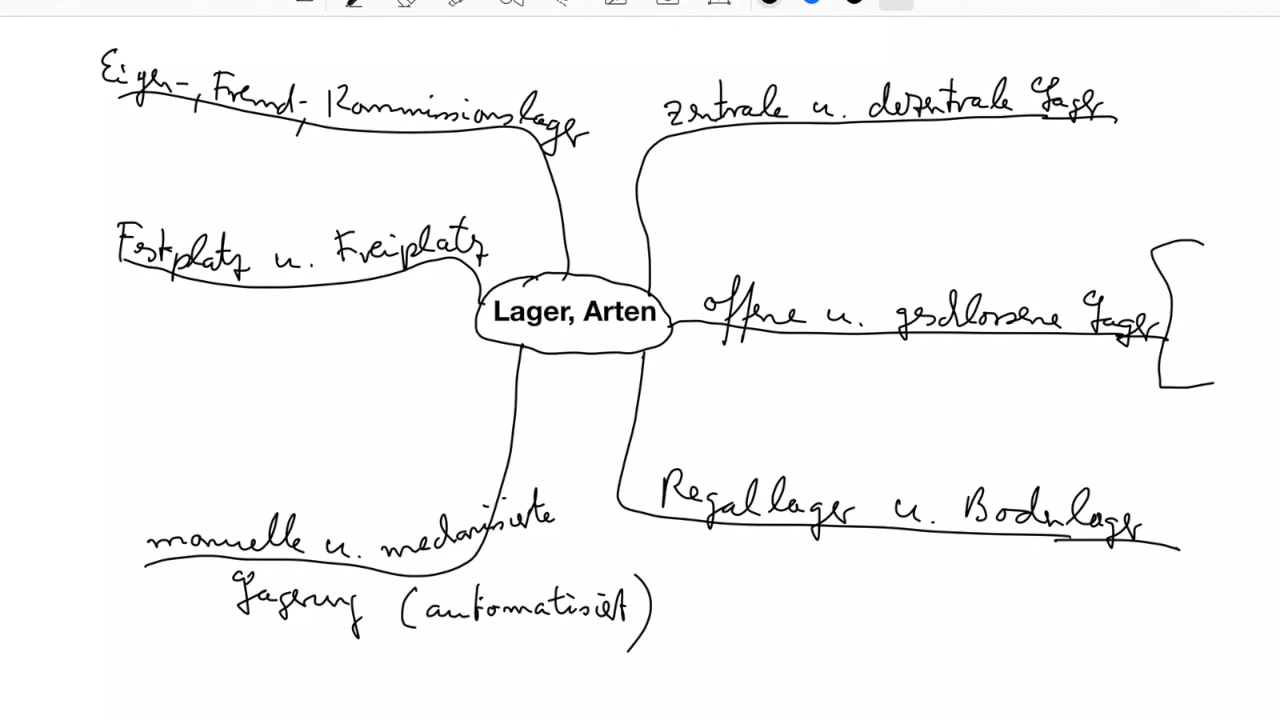 Eigen-, Fremd-, Kommissionslager
zentrale u. dezentrale Lager
Festplatz u. Freiplatz
Lager, Arten
offene u. geschlossene Lager
Regallager u. Bodenlager
manuelle u. mechanisierte
Lagerung (automatisiert)